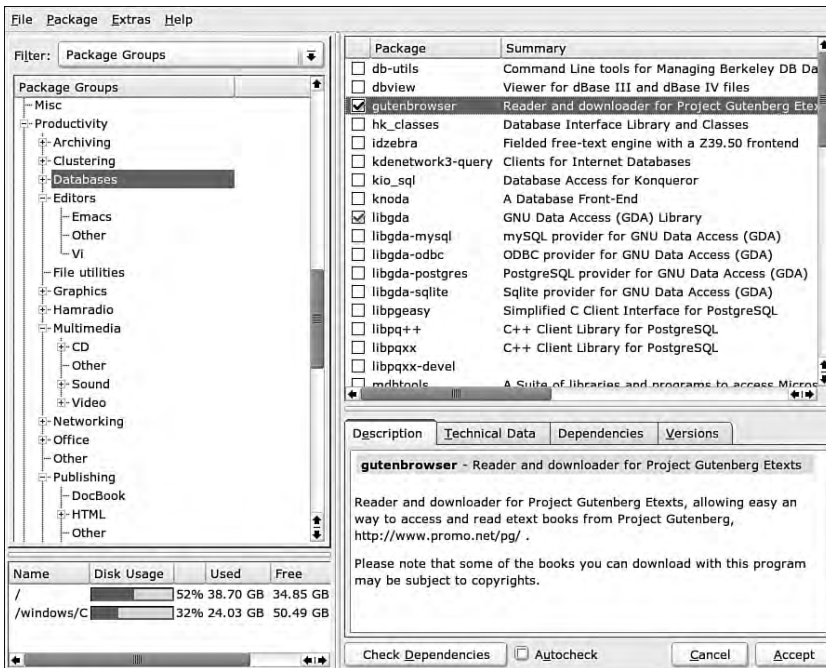 File Package Extras Help
Filter: Package Groups
Package Groups
Misc
Productivity
Archiving
Clustering
Databases
Editors
Emacs
Other
Vi
File utilities
Graphics
Hamradio
Multimedia
CD
Other
Sound
Video
Networking
Office
Other
Publishing
DocBook
HTML
Other
Name Disk Usage Used Free
/ 52% 38.70 GB 34.85 GB
/windows/C 32% 24.03 GB 50.49 GB
Package Summary
db-utils Command Line tools for Managing Berkeley DB Da
dbview Viewer for dBase III and dBase IV files
gutenbrowser Reader and downloader for Project Gutenberg Etex
hk_classes Database Interface Library and Classes
idzebra Fielded free-text engine with a Z39.50 frontend
kdenetwork3-query Clients for Internet Databases
kio_sql Database Access for Konqueror
knoda A Database Front-End
libgda GNU Data Access (GDA) Library
libgda-mysql mySQL provider for GNU Data Access (GDA)
libgda-odbc ODBC provider for GNU Data Access (GDA)
libgda-postgres PostgreSQL provider for GNU Data Access (GDA)
libgda-sqlite Sqlite provider for GNU Data Access (GDA)
libpgeasy Simplified C Client Interface for PostgreSQL
libpq++ C++ Client Library for PostgreSQL
libpqxx C++ Client Library for PostgreSQL
libpqxx-devel
mdbtools A Suite of libraries and programs to access Micros
Description Technical Data Dependencies Versions
gutenbrowser - Reader and downloader for Project Gutenberg Etexts
Reader and downloader for Project Gutenberg Etexts, allowing easy an
way to access and read etext books from Project Gutenberg,
http://www.promo.net/pg/ .
Please note that some of the books you can download with this program
may be subject to copyrights.
Check Dependencies Autocheck Cancel Accept